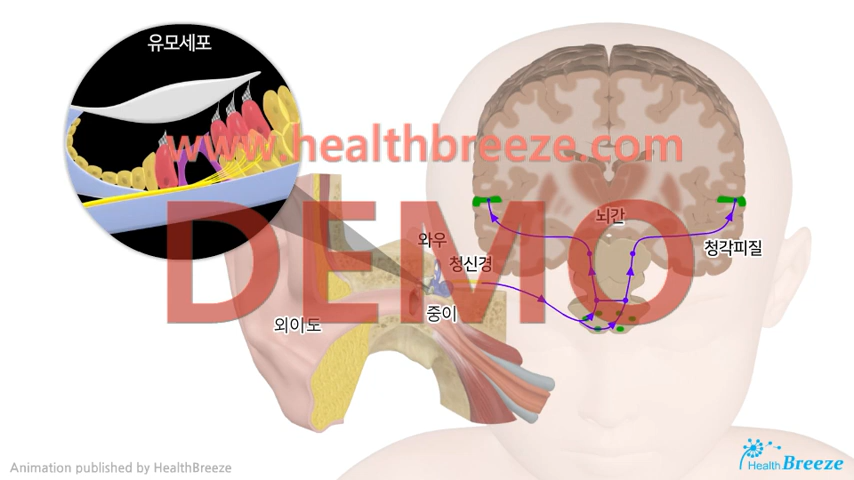 유모세포
www.healthbreeze.com
DEMO
뇌간
와우
청각피질
청신경
중이
외이도
Animation published by HealthBreeze
Health Breeze